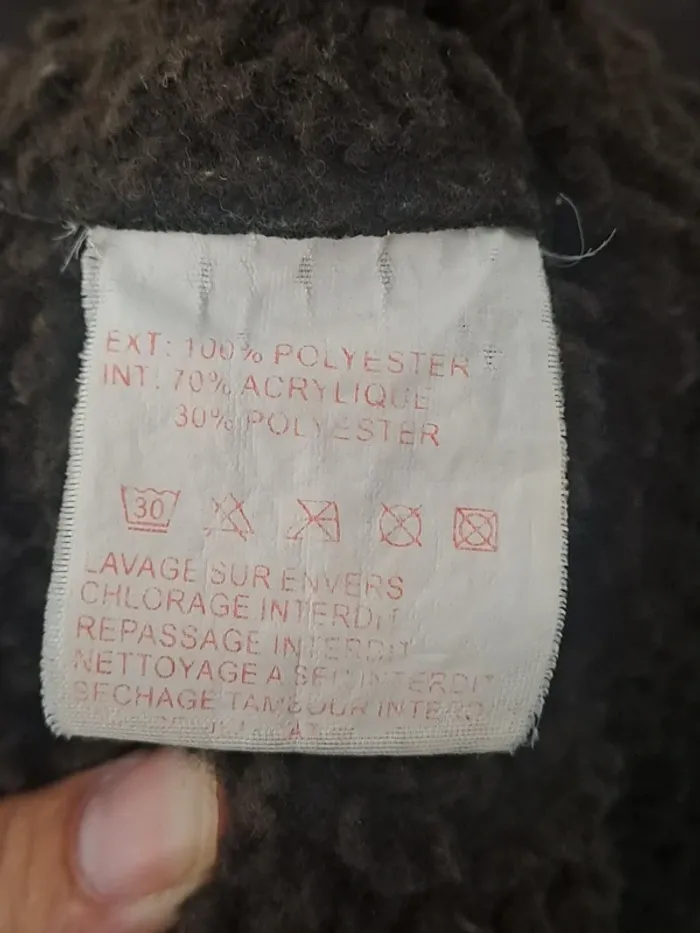 EXT: 100% POLYESTER
INT. 70% ACRYLIQUE
30% POLYESTER
30
LAVAGE SUR ENVERS
CHLORAGE INTERDIT
REPASSAGE INTERDIT
NETTOYAGE A SEC INTERDIT
SECHAGE TAMBOUR INTERD